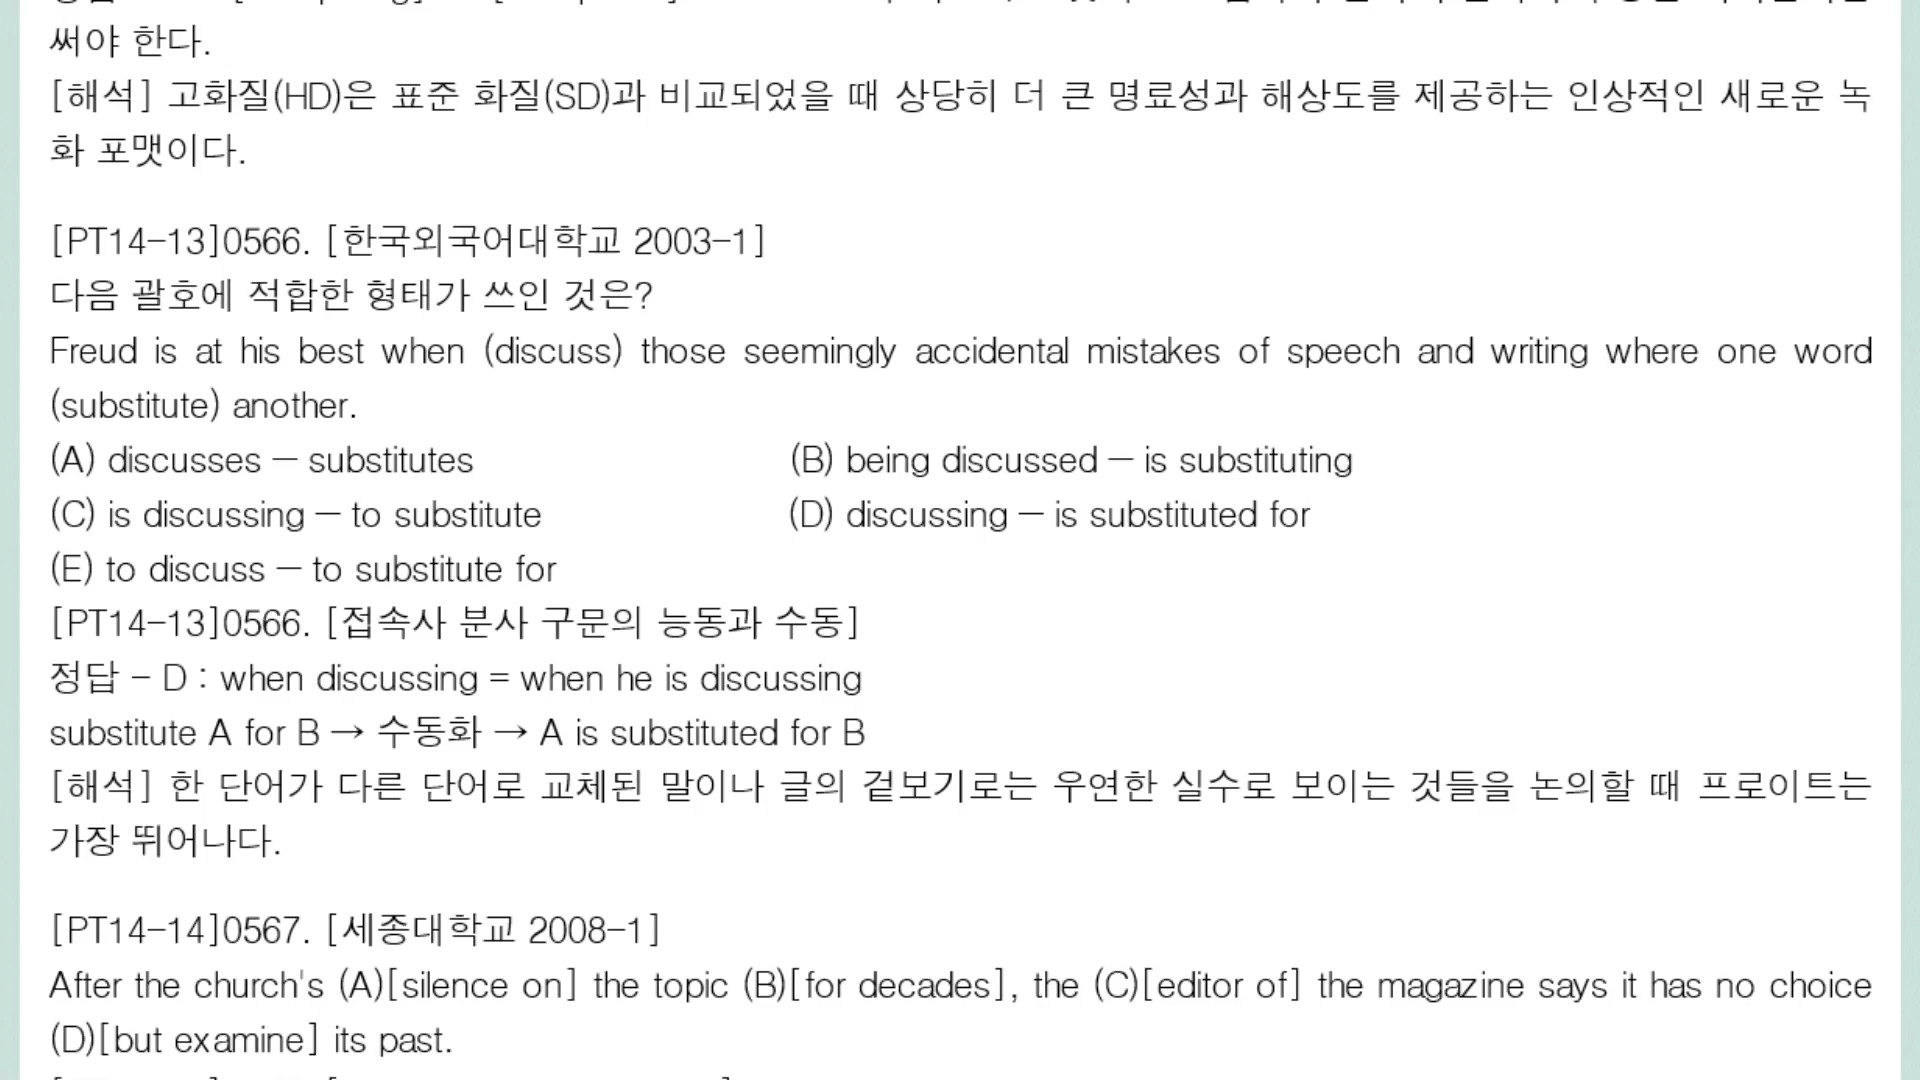 써야 한다.
[해석] 고화질(HD)은 표준 화질(SD)과 비교되었을 때 상당히 더 큰 명료성과 해상도를 제공하는 인상적인 새로운 녹
화 포맷이다.
[PT14-13]0566. [한국외국어대학교 2003-1]
다음 괄호에 적합한 형태가 쓰인 것은?
Freud is at his best when (discuss) those seemingly accidental mistakes of speech and writing where one word
(substitute) another.
(A) discusses ─ substitutes (B) being discussed ─ is substituting
(C) is discussing ─ to substitute (D) discussing ─ is substituted for
(E) to discuss ─ to substitute for
[PT14-13]0566. [접속사 분사 구문의 능동과 수동]
정답 - D : when discussing = when he is discussing
substitute A for B → 수동화 → A is substituted for B
[해석] 한 단어가 다른 단어로 교체된 말이나 글의 겉보기로는 우연한 실수로 보이는 것들을 논의할 때 프로이트는
가장 뛰어나다.
[PT14-14]0567. [세종대학교 2008-1]
After the church's (A)[silence on] the topic (B)[for decades], the (C)[editor of] the magazine says it has no choice
(D)[but examine] its past.